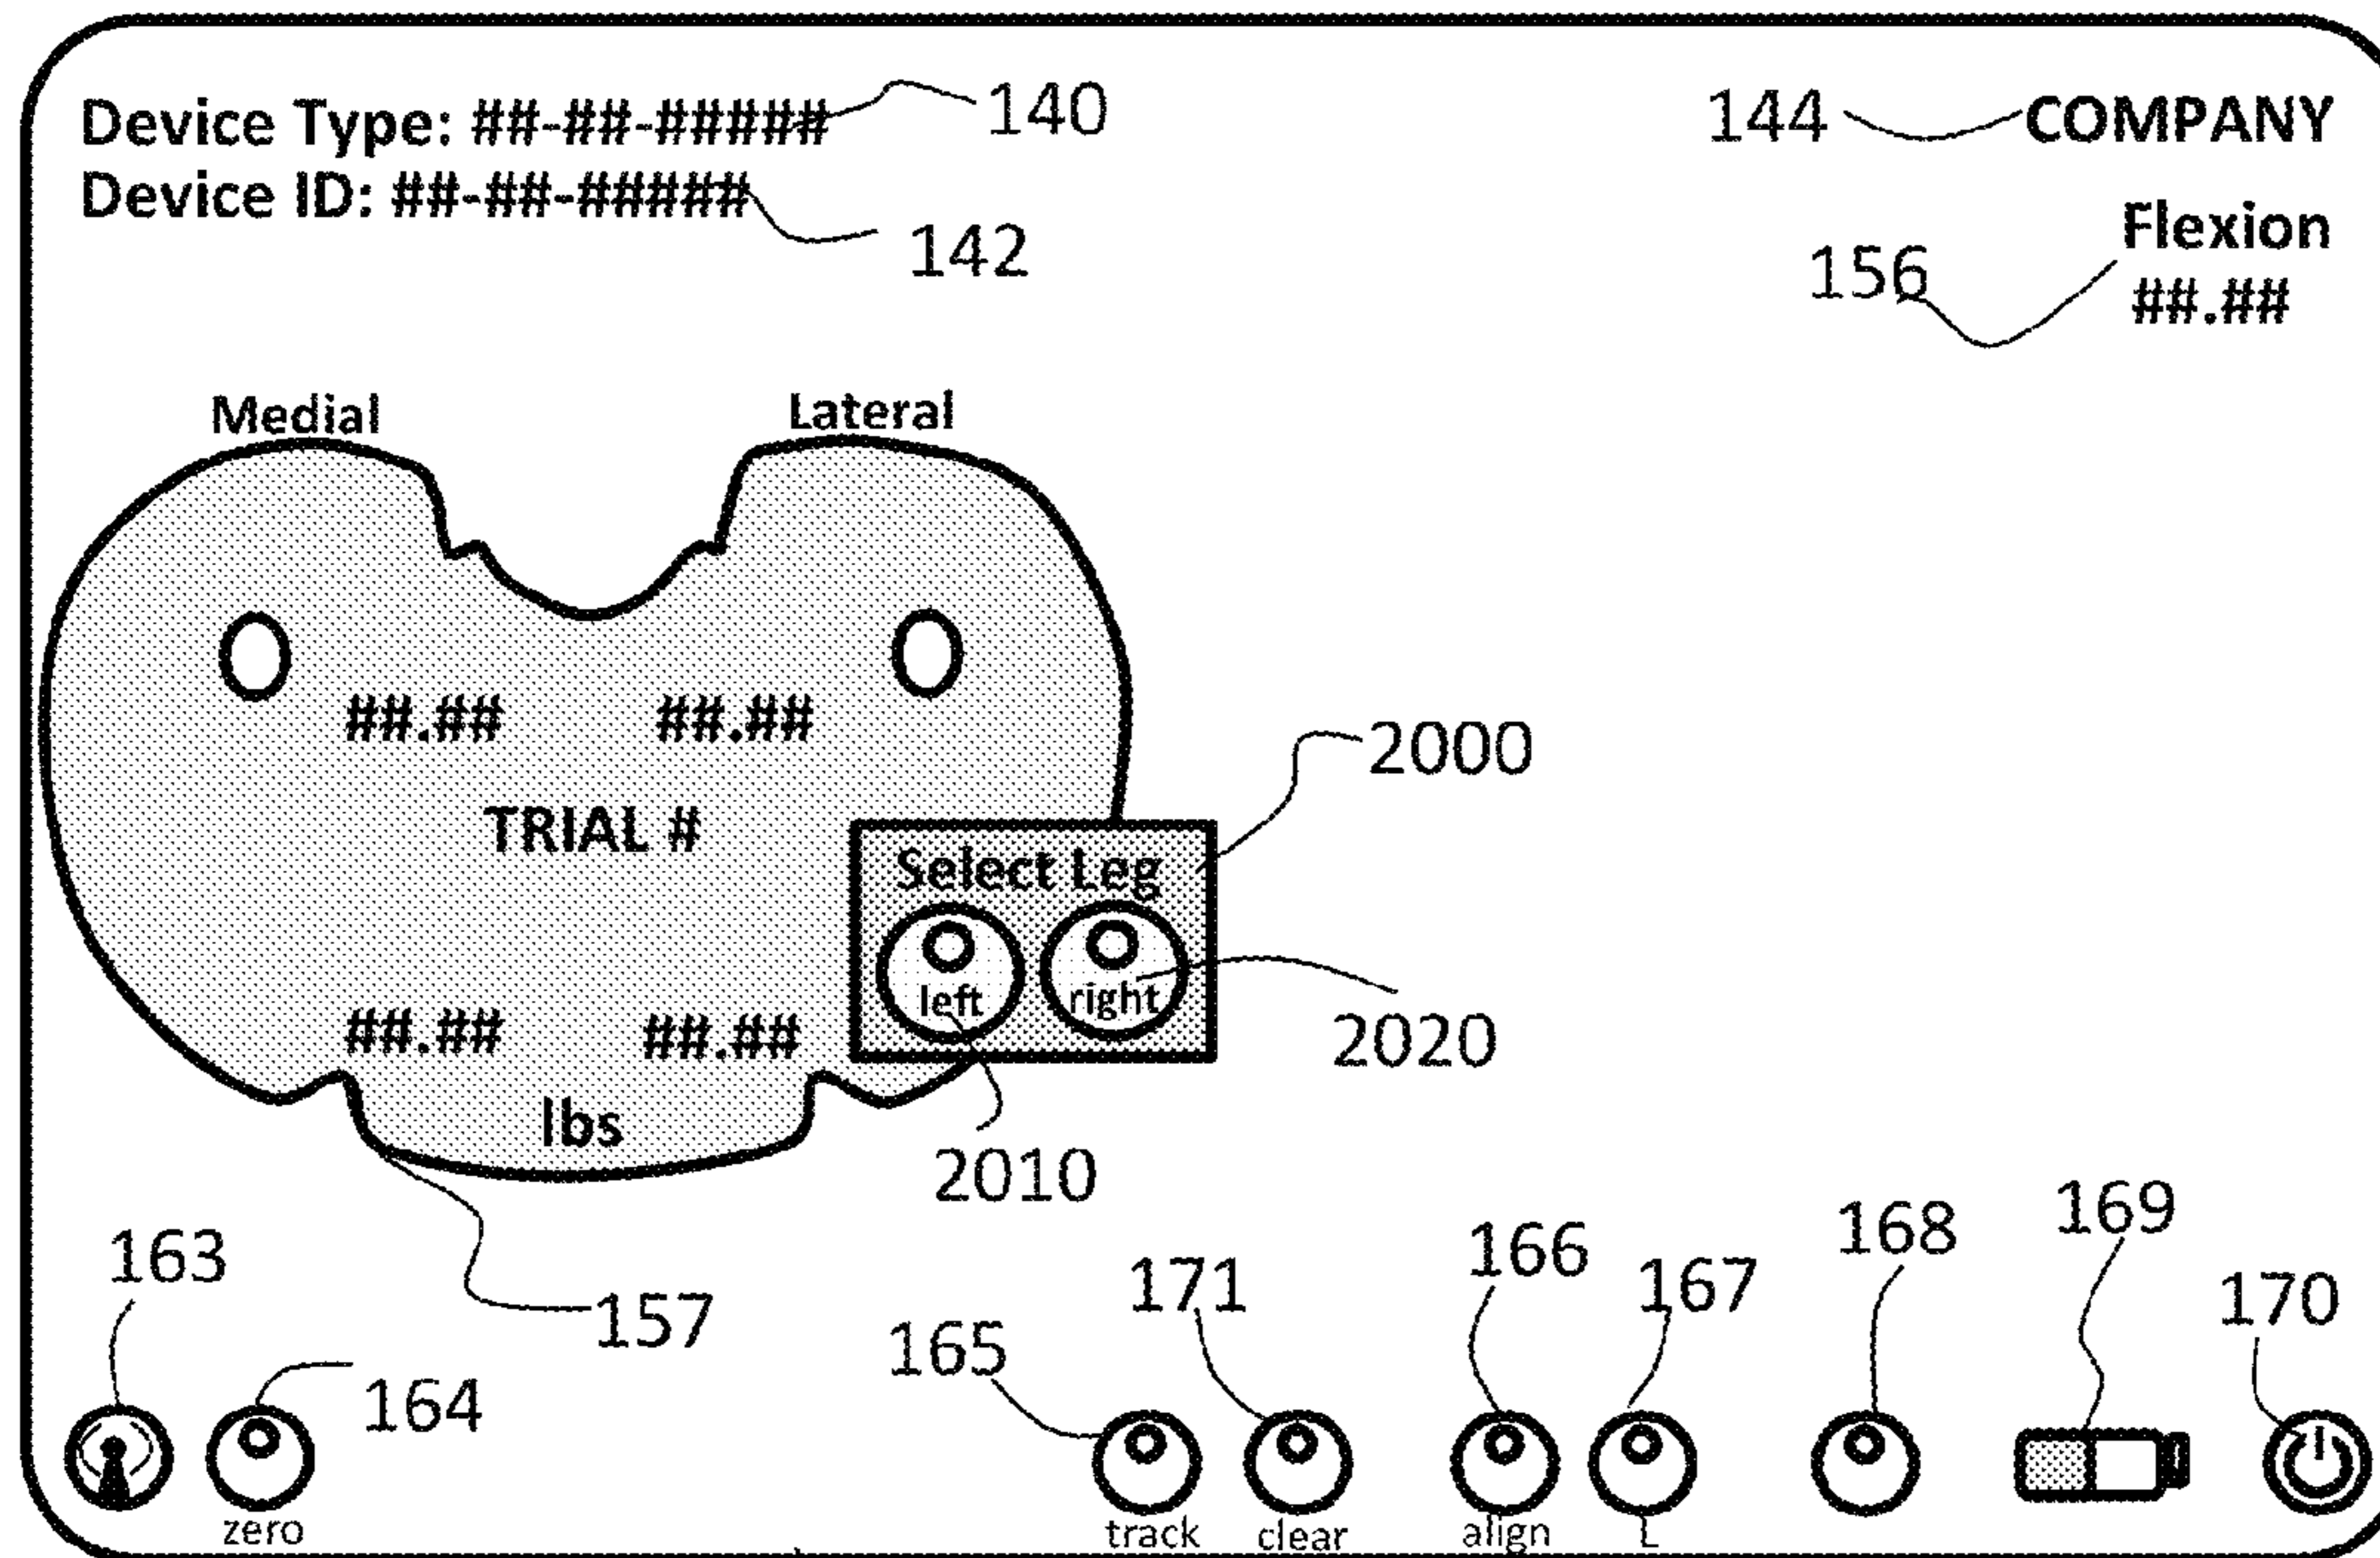 Device Type: ##-##-##### 140
144 COMPANY
Device ID: ##-##-#####
142
Flexion
156
##.##
Medial Lateral
##.## ##.##
2000
TRIAL #
Select Leg
left right
2020
##.## ##.##
lbs
2010
157
163
164
165
171
166
167
168
169
170
zero
track
clear
align
L